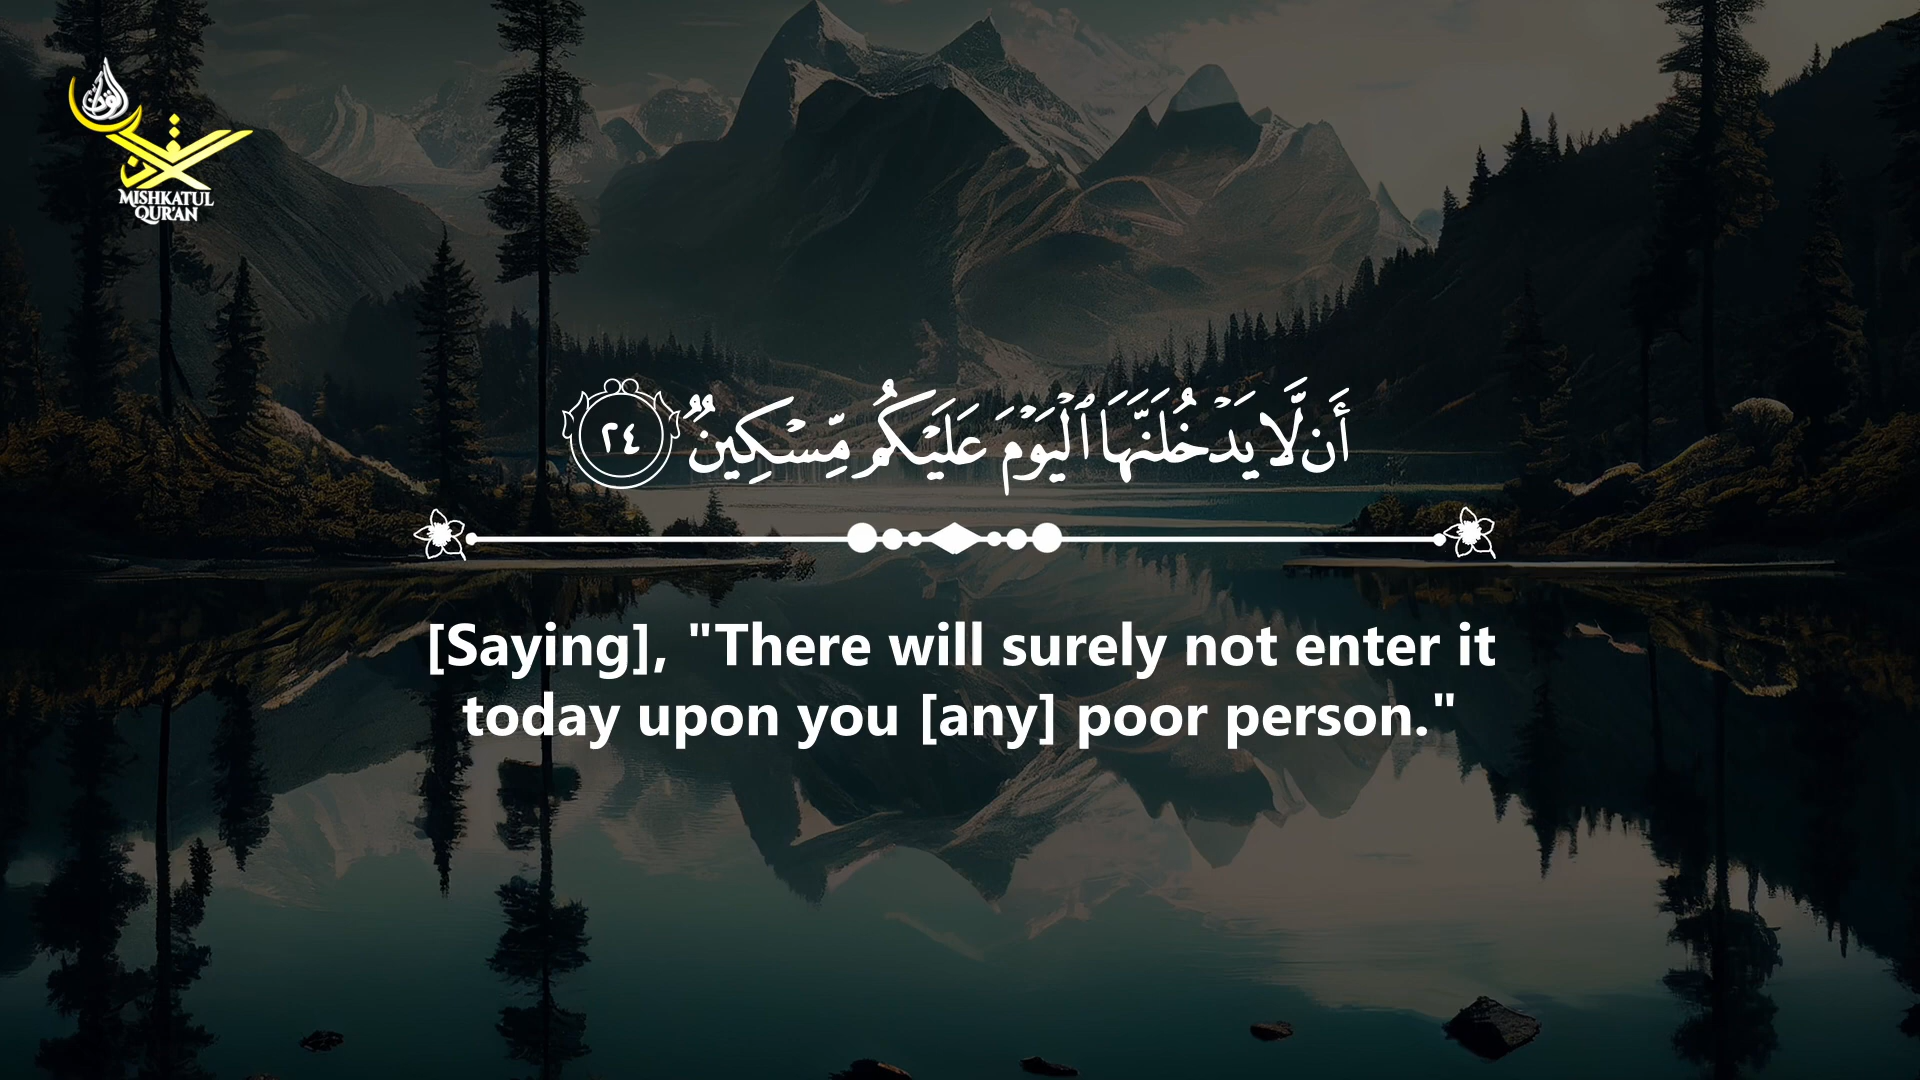 MISHKATUL
QUR'AN
أَن لَّا يَدۡخُلَنَّهَا ٱلۡيَوۡمَ عَلَيۡكُم مِّسۡكِينٞ ٢٤
[Saying], "There will surely not enter it
today upon you [any] poor person."